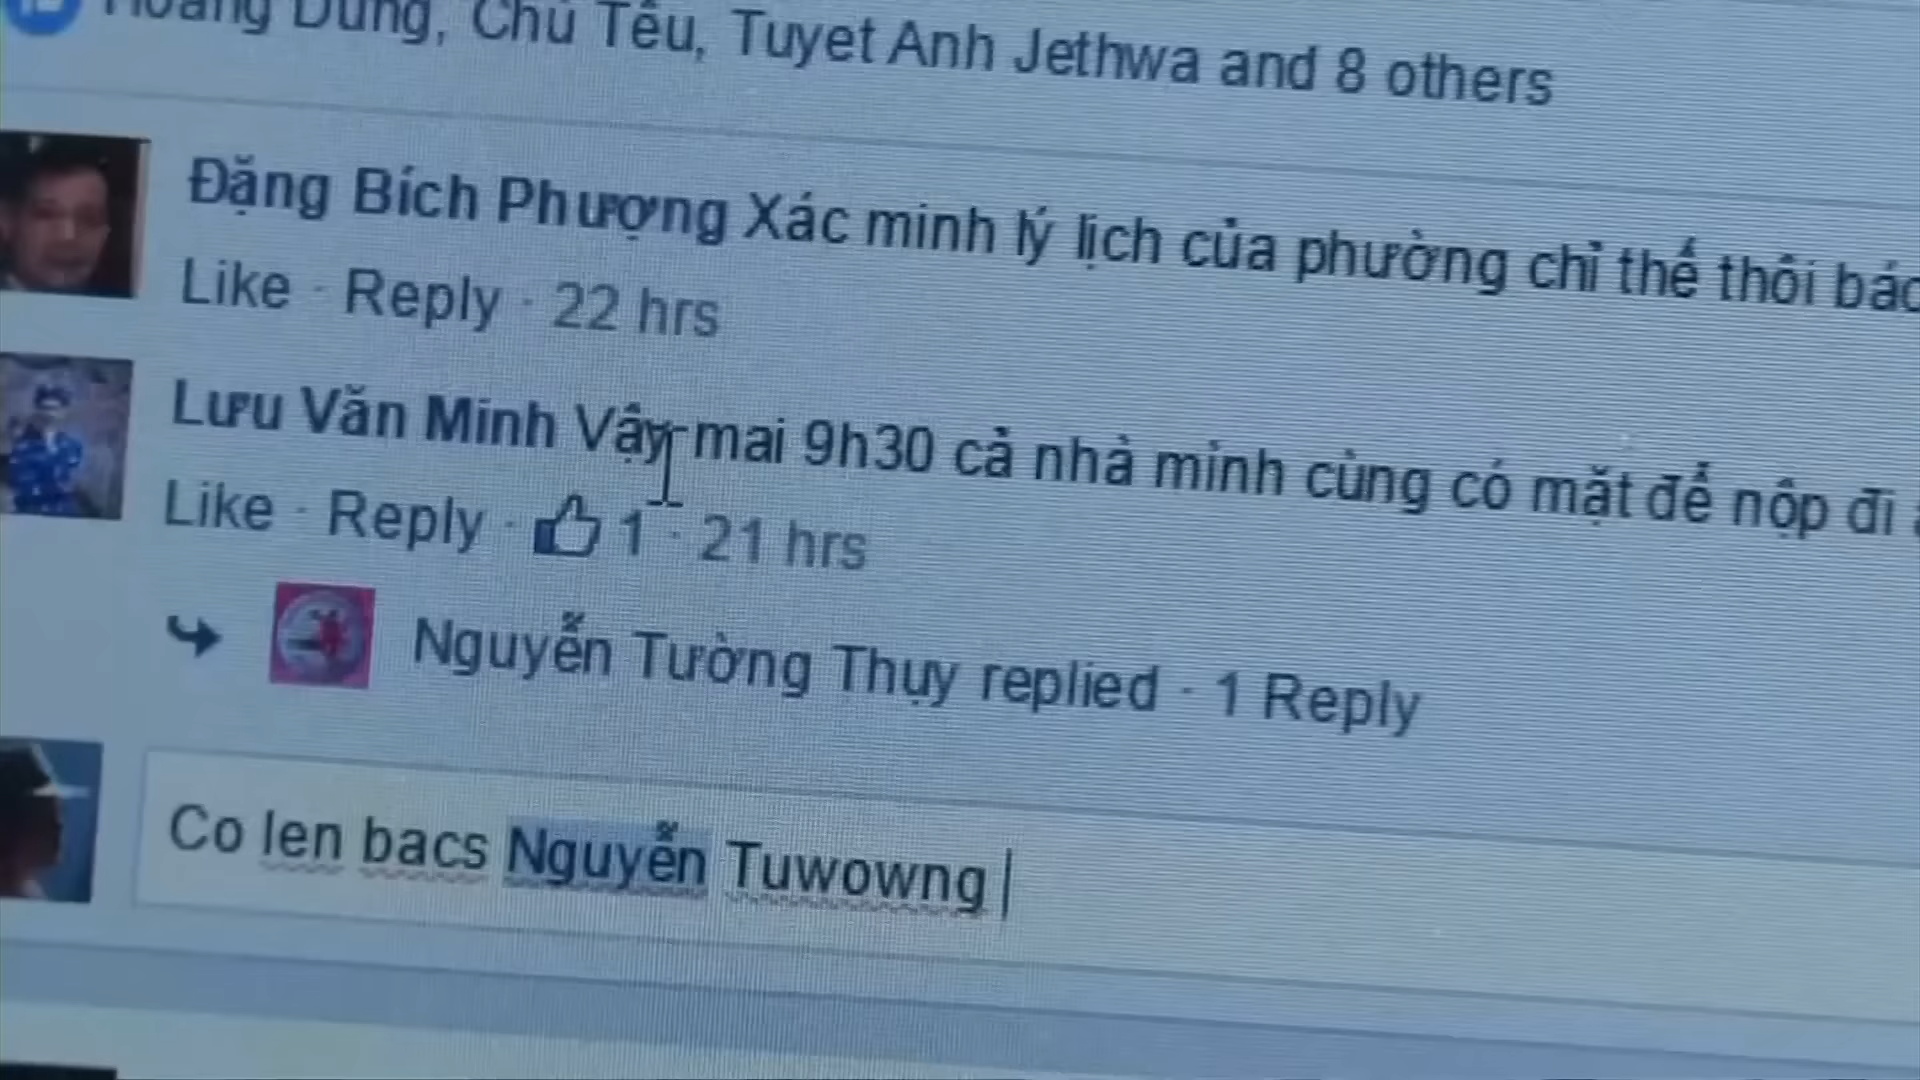 Hoàng Dũng, Chú Tễu, Tuyet Anh Jethwa and 8 others
Đặng Bích Phượng Xác minh lý lịch của phường chỉ thế thôi bác
Like · Reply · 22 hrs
Lưu Văn Minh Vậy mai 9h30 cả nhà mình cùng có mặt để nộp đi
Like · Reply · 1 · 21 hrs
Nguyễn Tường Thụy replied · 1 Reply
Co len bacs Nguyễn Tuwowng